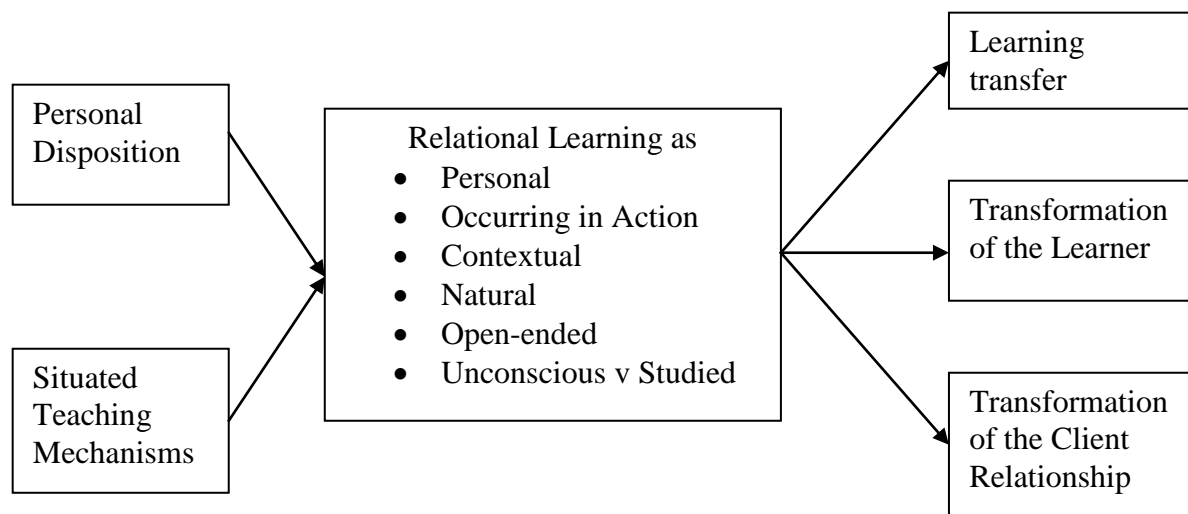 Personal
Disposition
Situated
Teaching
Mechanisms
Relational Learning as
• Personal
• Occurring in Action
• Contextual
• Natural
• Open-ended
• Unconscious v Studied
Learning
transfer
Transformation
of the Learner
Transformation
of the Client
Relationship